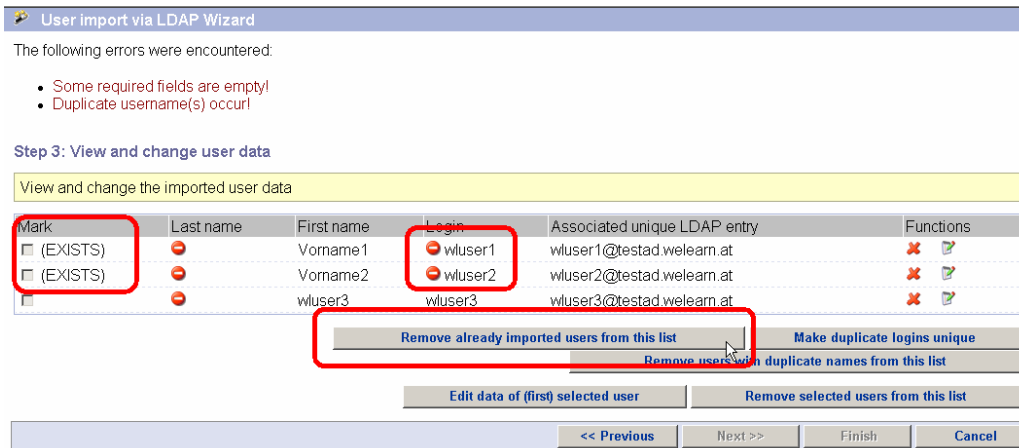 User import via LDAP Wizard
The following errors were encountered:
Some required fields are empty!
Duplicate username(s) occur!
Step 3: View and change user data
View and change the imported user data
Mark Last name First name Login Associated unique LDAP entry Functions
(EXISTS) Vorname1 wluser1 wluser1@testad.welearn.at
(EXISTS) Vorname2 wluser2 wluser2@testad.welearn.at
wluser3 wluser3 wluser3@testad.welearn.at
Remove already imported users from this list Make duplicate logins unique
Remove users with duplicate names from this list
Edit data of (first) selected user Remove selected users from this list
<< Previous Next >> Finish Cancel